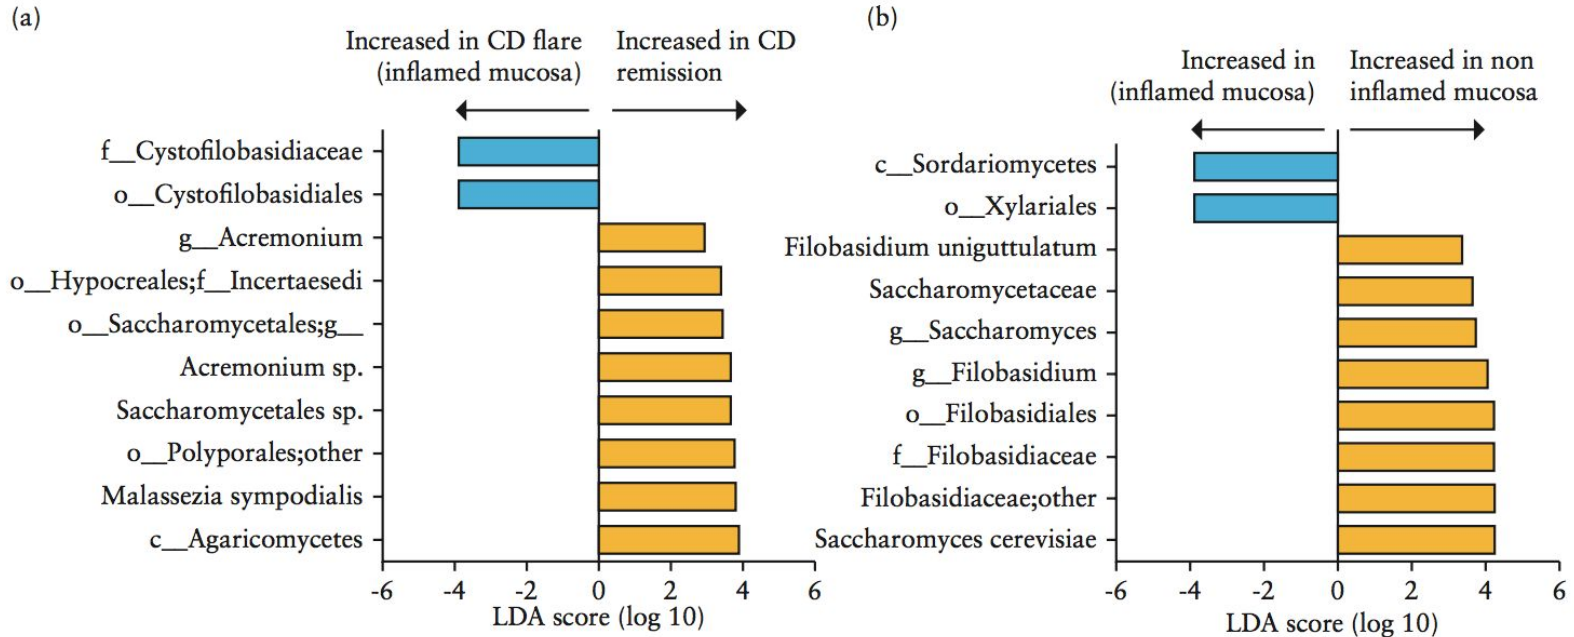 (a)
Increased in CD flare
(inflamed mucosa)
Increased in CD
remission
f__Cystofilobasidiaceae
o__Cystofilobasidiales
g__Acremonium
o__Hypocreales;f__Incertaesedi
o__Saccharomycetales;g__
Acremonium sp.
Saccharomycetales sp.
o__Polyporales;other
Malassezia sympodialis
c__Agaricomycetes
-6 -4 -2 0 2 4 6
LDA score (log 10)
(b)
Increased in
(inflamed mucosa)
Increased in non
inflamed mucosa
c__Sordariomycetes
o__Xylariales
Filobasidium uniguttulatum
Saccharomycetaceae
g__Saccharomyces
g__Filobasidium
o__Filobasidiales
f__Filobasidiaceae
Filobasidiaceae;other
Saccharomyces cerevisiae
-6 -4 -2 0 2 4 6
LDA score (log 10)